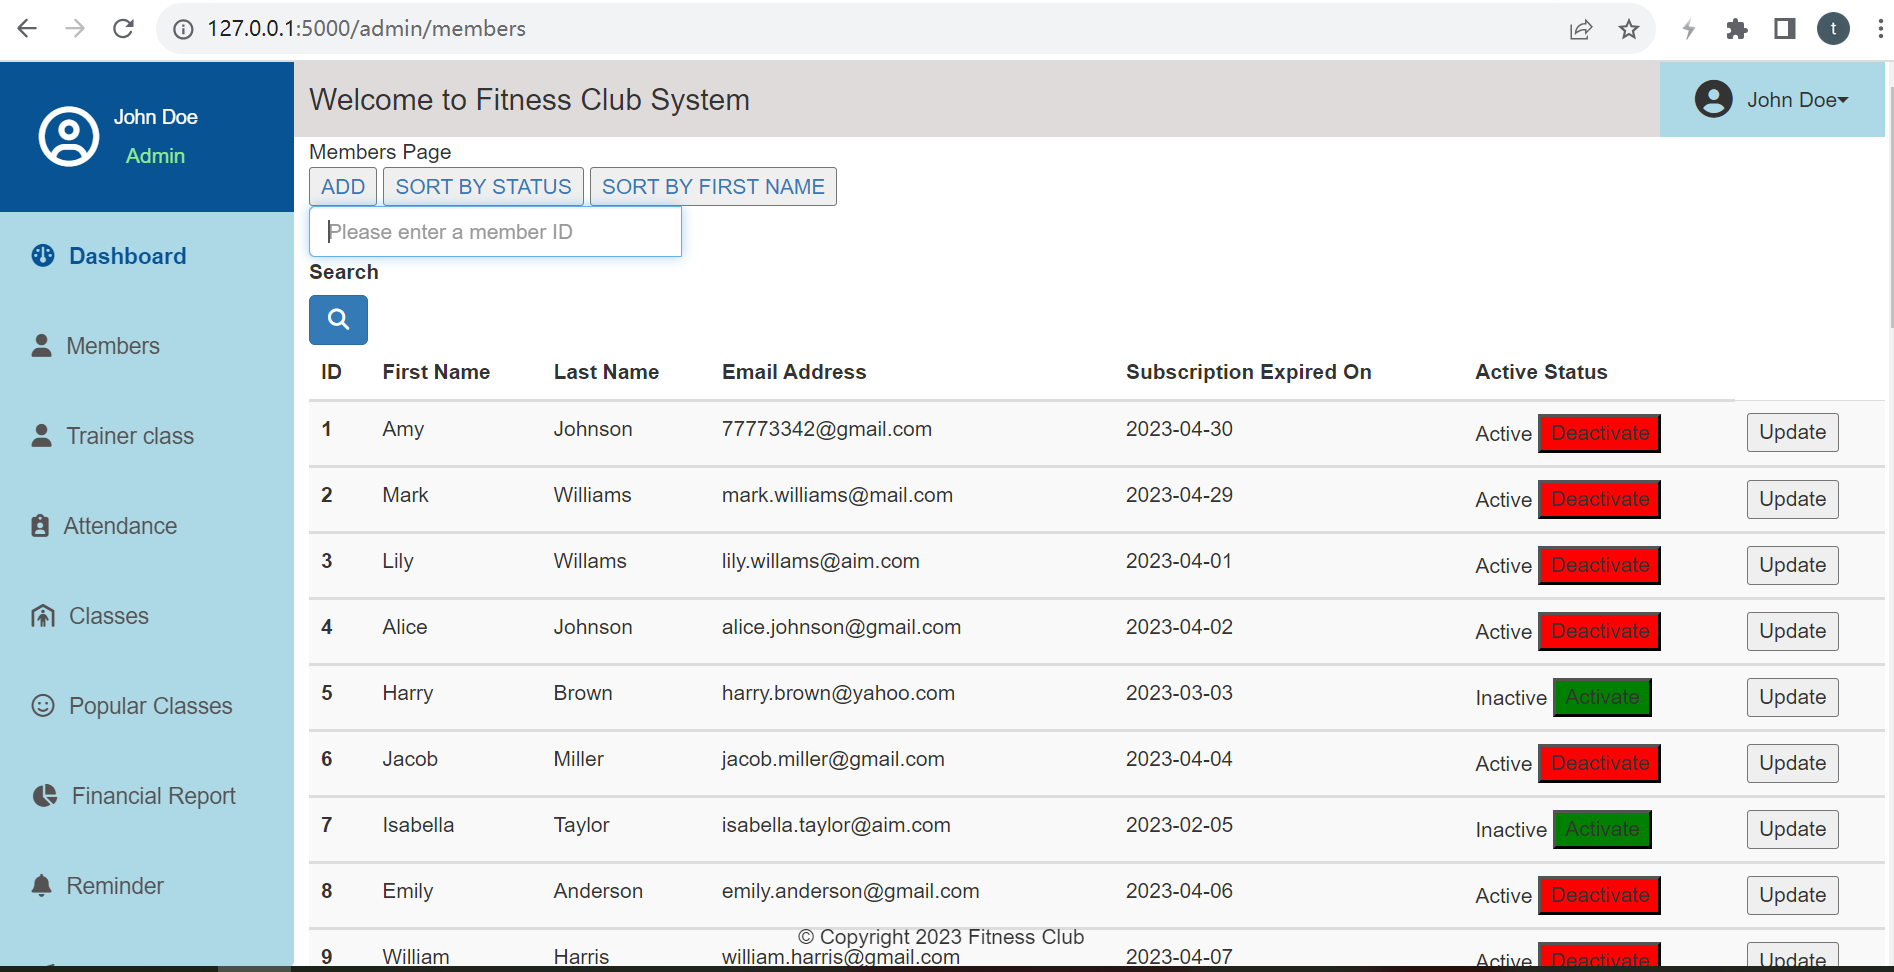 127.0.0.1:5000/admin/members
t
John Doe
Admin
Welcome to Fitness Club System
John Doe
Dashboard
Members
Trainer class
Attendance
Classes
Popular Classes
Financial Report
Reminder
Members Page
ADD SORT BY STATUS SORT BY FIRST NAME
Please enter a member ID
Search
ID First Name Last Name Email Address Subscription Expired On Active Status
1 Amy Johnson 77773342@gmail.com 2023-04-30 Active Deactivate Update
2 Mark Williams mark.williams@mail.com 2023-04-29 Active Deactivate Update
3 Lily Willams lily.willams@aim.com 2023-04-01 Active Deactivate Update
4 Alice Johnson alice.johnson@gmail.com 2023-04-02 Active Deactivate Update
5 Harry Brown harry.brown@yahoo.com 2023-03-03 Inactive Activate Update
6 Jacob Miller jacob.miller@gmail.com 2023-04-04 Active Deactivate Update
7 Isabella Taylor isabella.taylor@aim.com 2023-02-05 Inactive Activate Update
8 Emily Anderson emily.anderson@gmail.com 2023-04-06 Active Deactivate Update
© Copyright 2023 Fitness Club
9 William Harris william.harris@gmail.com 2023-04-07 Active Deactivate Update